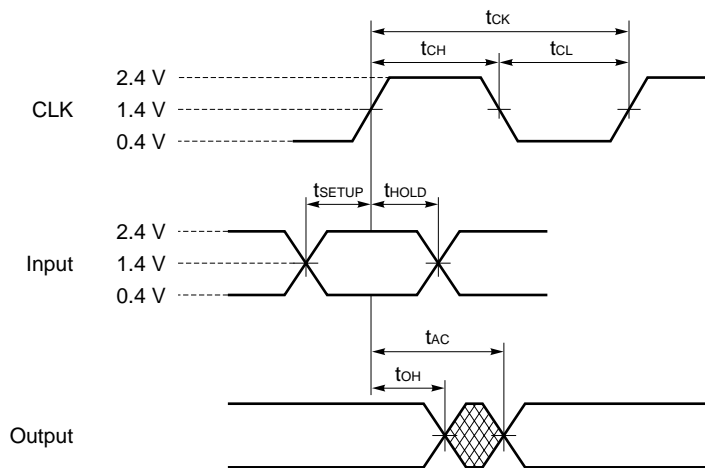 tCK
tCH tCL
2.4 V
CLK 1.4 V
0.4 V
tSETUP tHOLD
2.4 V
Input 1.4 V
0.4 V
tAC
tOH
Output